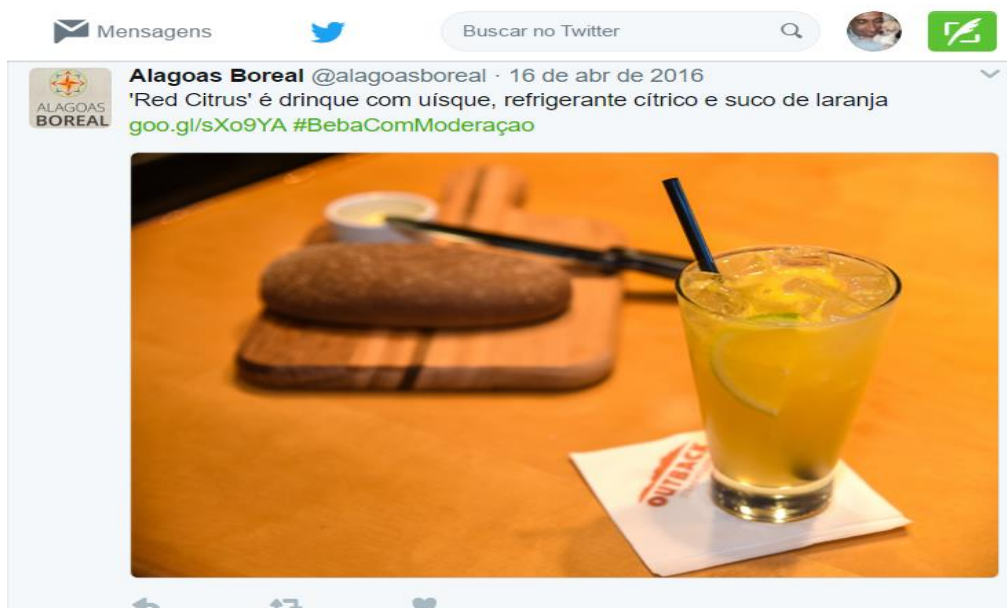 Mensagens
Buscar no Twitter
Alagoas Boreal @alagoasboreal · 16 de abr de 2016
ALAGOAS
BOREAL
'Red Citrus' é drinque com uísque, refrigerante cítrico e suco de laranja
goo.gl/sXo9YA #BebaComModeraçao
OUTBACK